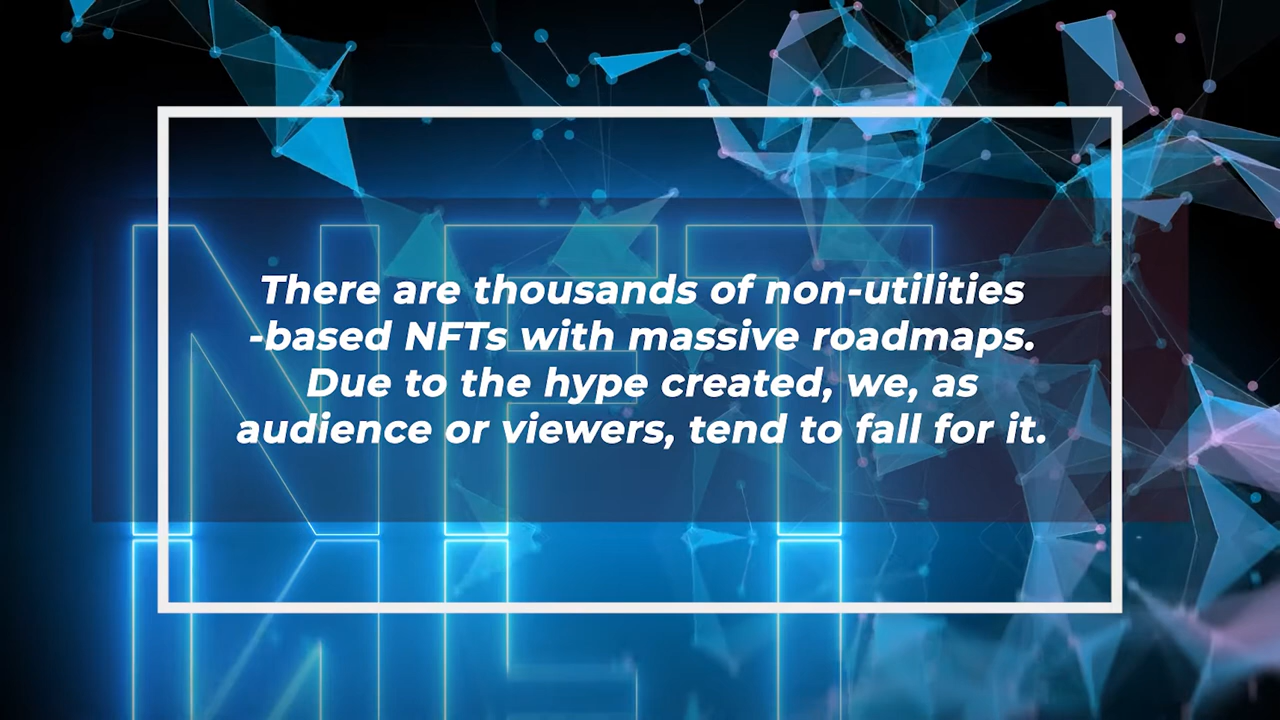 NFT
There are thousands of non-utilities
-based NFTs with massive roadmaps.
Due to the hype created, we, as
audience or viewers, tend to fall for it.